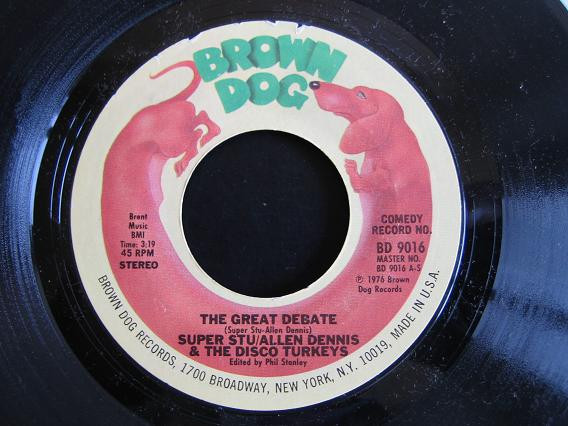 BROWN
DOG
Brent
Music
BMI
Time: 3:19
45 RPM
STEREO
COMEDY
RECORD NO.
BD 9016
MASTER NO.
BD 9016 A-S
Ⓟ 1976 Brown
Dog Records
THE GREAT DEBATE
(Super Stu-Allen Dennis)
SUPER STU/ALLEN DENNIS
& THE DISCO TURKEYS
Edited by Phil Stanley
BROWN DOG RECORDS, 1700 BROADWAY, NEW YORK, N.Y. 10019, MADE IN U.S.A.